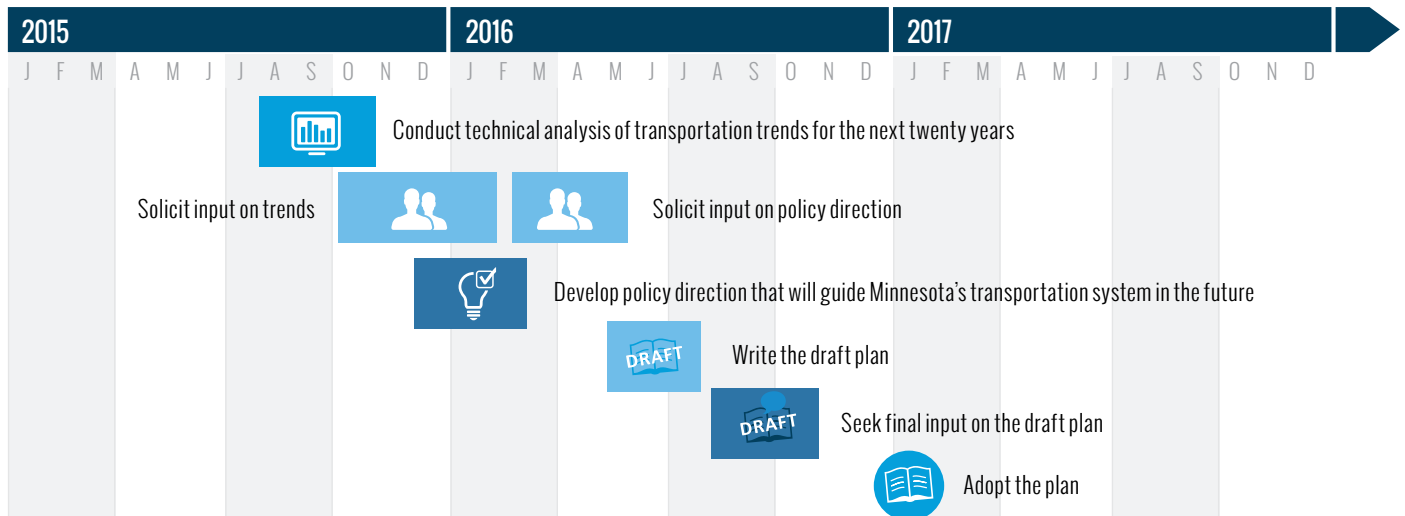 2015 2016 2017
J F M A M J J A S O N D J F M A M J J A S O N D J F M A M J J A S O N D
Conduct technical analysis of transportation trends for the next twenty years
Solicit input on trends
Solicit input on policy direction
Develop policy direction that will guide Minnesota's transportation system in the future
DRAFT
Write the draft plan
DRAFT
Seek final input on the draft plan
Adopt the plan